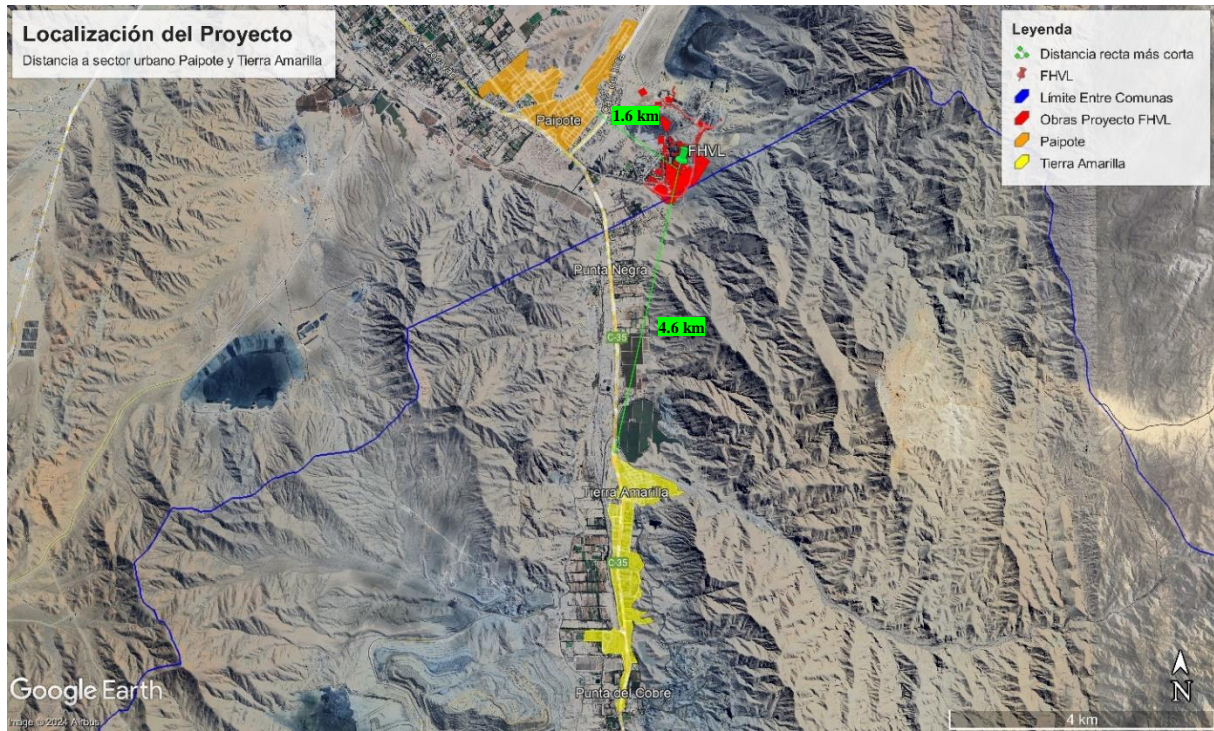 Localización del Proyecto
Distancia a sector urbano Paipote y Tierra Amarilla
Leyenda
Distancia recta más corta
FHVL
Límite Entre Comunas
Obras Proyecto FHVL
Paipote
Tierra Amarilla
1.6 km
Paipote
FHVL
Punta Negra
4.6 km
C-35
Tierra Amarilla
C-35
Punta del Cobre
Google Earth
Image © 2024 Airbus
N
4 km